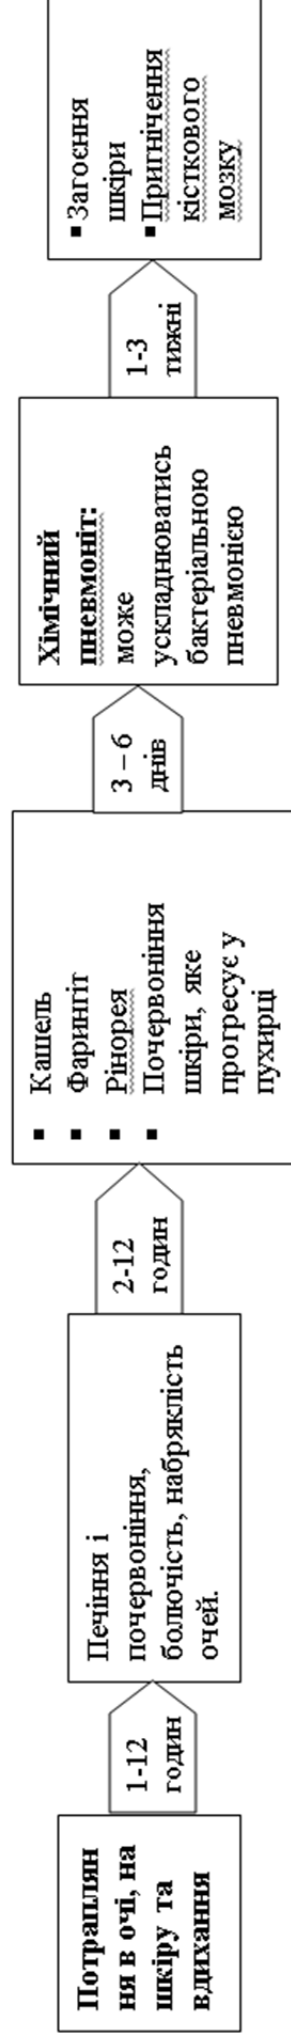 Потраплян
ня в очі, на
шкіру та
вдихання
1-12
годин
Печіння і
почервоніння,
болючість, набряклість
очей.
2-12
годин
▪ Кашель
▪ Фарингіт
▪ Рінорея
▪ Почервоніння
шкіри, яке
прогресує у
пухирці
3 – 6
днів
Хімічний
пневмоніт:
може
ускладнюватись
бактеріальною
пневмонією
1-3
тижні
▪ Загоєння
шкіри
▪ Пригнічення
кісткового
мозку